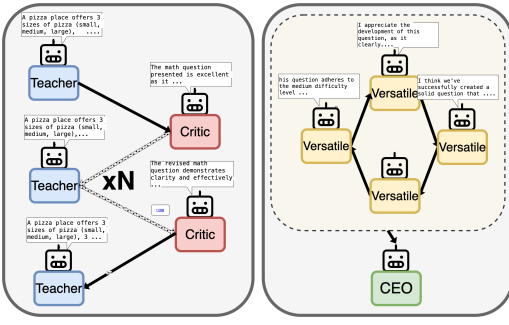 A pizza place offers 3
sizes of pizza (small,
medium, large),   ....
Teacher
The math question
presented is excellent
as it ...
Critic
A pizza place offers 3
sizes of pizza (small,
medium, large),...
Teacher
xN
The revised math
question demonstrates
clarity and effectively
...
Critic
A pizza place offers 3
sizes of pizza (small,
medium, large), 3 ...
Teacher
I appreciate the
development of this
question, as it
clearly....
Versatile
his question adheres to
the medium difficulty
level ...
Versatile
I think we've
successfully created a
solid question that ....
Versatile
Versatile
CEO